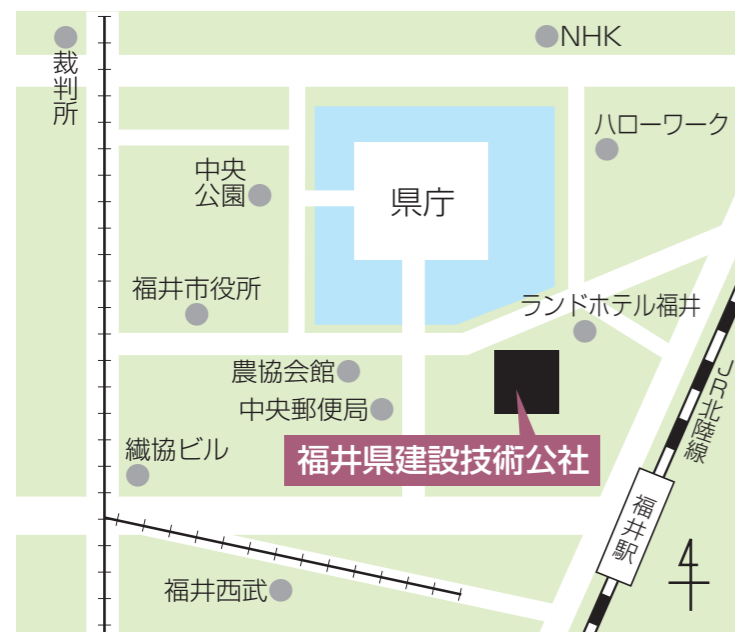 NHK
裁判所
ハローワーク
中央
公園
県庁
福井市役所
ランドホテル福井
農協会館
中央郵便局
JR北陸線
繊協ビル
福井県建設技術公社
福井駅
福井西武